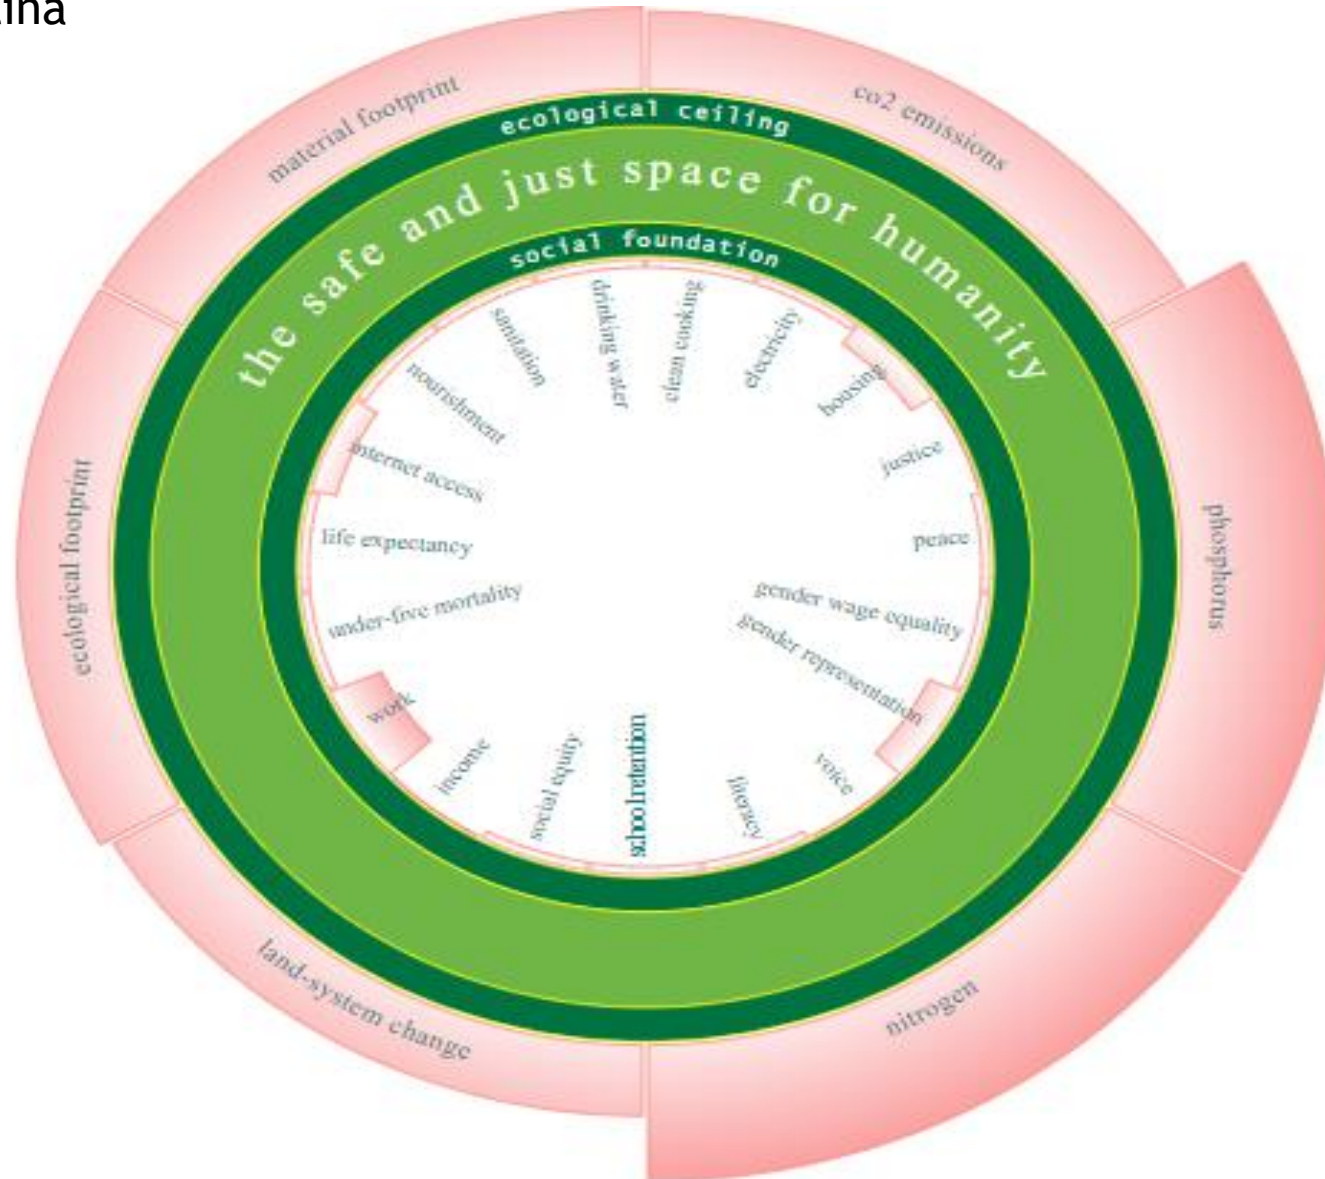 material footprint
co2 emissions
ecological ceiling
the safe and just space for humanity
social foundation
drinking water
clean cooking
sanitation
electricity
nourishment
housing
internet access
justice
life expectancy
peace
under-five mortality
gender wage equality
gender representation
work
income
social equity
school retention
literacy
voice
ecological footprint
phosphorus
land-system change
nitrogen